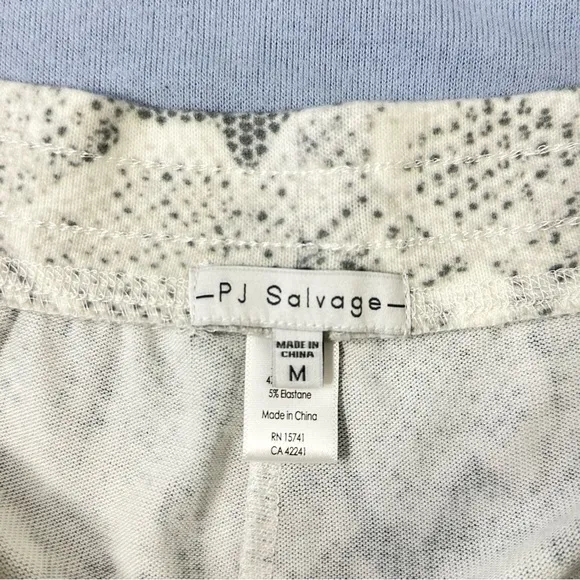 —PJ Salvage—
MADE IN
CHINA
M
5% Elastane
Made in China
RN 15741
CA 42241